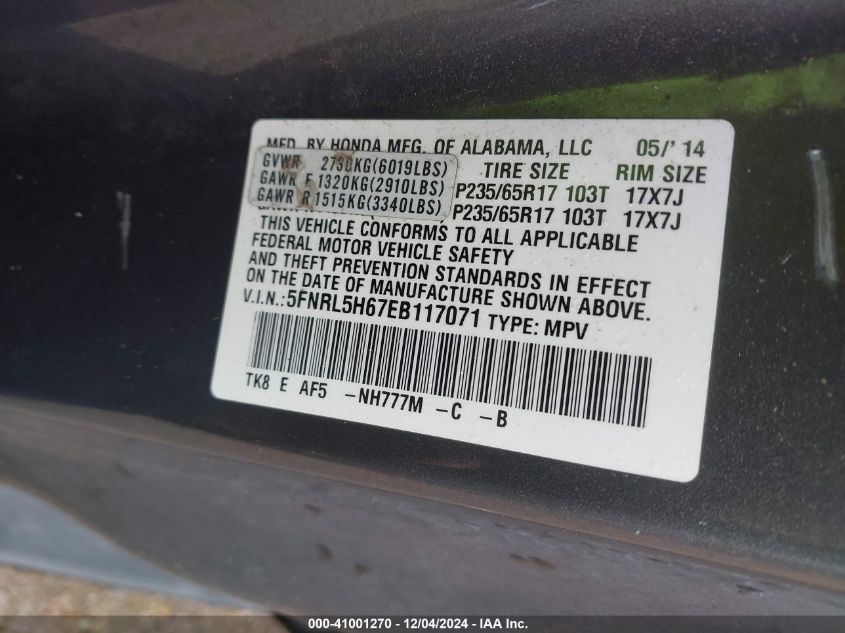 MFD. BY HONDA MFG. OF ALABAMA, LLC 05/' 14
GVWR 2730KG(6019LBS) TIRE SIZE RIM SIZE
GAWR F 1320KG(2910LBS) P235/65R17 103T 17X7J
GAWR R 1515KG(3340LBS) P235/65R17 103T 17X7J
THIS VEHICLE CONFORMS TO ALL APPLICABLE
FEDERAL MOTOR VEHICLE SAFETY
AND THEFT PREVENTION STANDARDS IN EFFECT
ON THE DATE OF MANUFACTURE SHOWN ABOVE.
V.I.N.: 5FNRL5H67EB117071 TYPE: MPV
TK8 E AF5 -NH777M -C -B
000-41001270 - 12/04/2024 - IAA Inc.